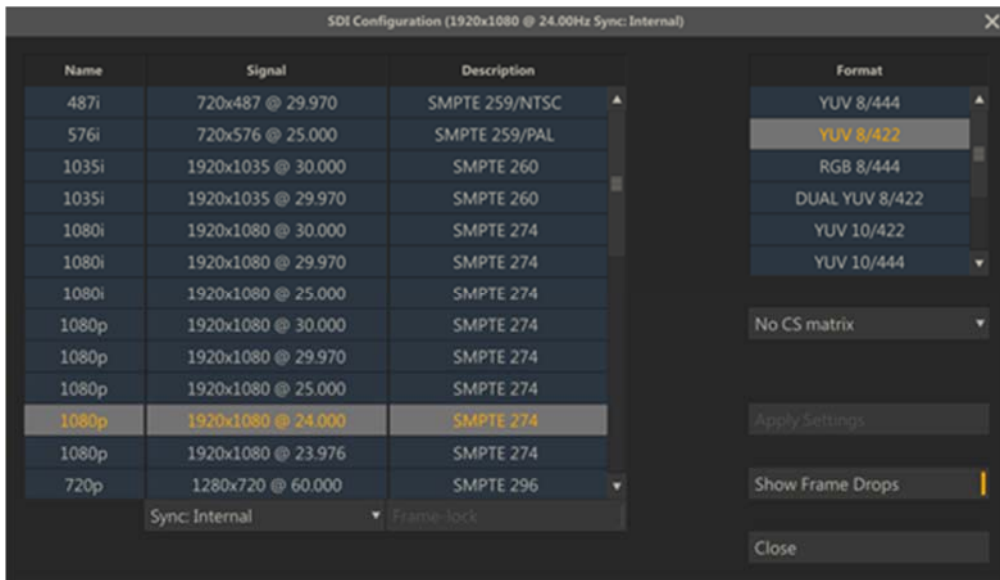 SDI Configuration (1920x1080 @ 24.00Hz Sync: Internal)
Name Signal Description
487i 720x487 @ 29.970 SMPTE 259/NTSC
576i 720x576 @ 25.000 SMPTE 259/PAL
1035i 1920x1035 @ 30.000 SMPTE 260
1035i 1920x1035 @ 29.970 SMPTE 260
1080i 1920x1080 @ 30.000 SMPTE 274
1080i 1920x1080 @ 29.970 SMPTE 274
1080i 1920x1080 @ 25.000 SMPTE 274
1080p 1920x1080 @ 30.000 SMPTE 274
1080p 1920x1080 @ 29.970 SMPTE 274
1080p 1920x1080 @ 25.000 SMPTE 274
1080p 1920x1080 @ 24.000 SMPTE 274
1080p 1920x1080 @ 23.976 SMPTE 274
720p 1280x720 @ 60.000 SMPTE 296
Sync: Internal Frame-lock
Format
YUV 8/444
YUV 8/422
RGB 8/444
DUAL YUV 8/422
YUV 10/422
YUV 10/444
No CS matrix
Apply Settings
Show Frame Drops
Close